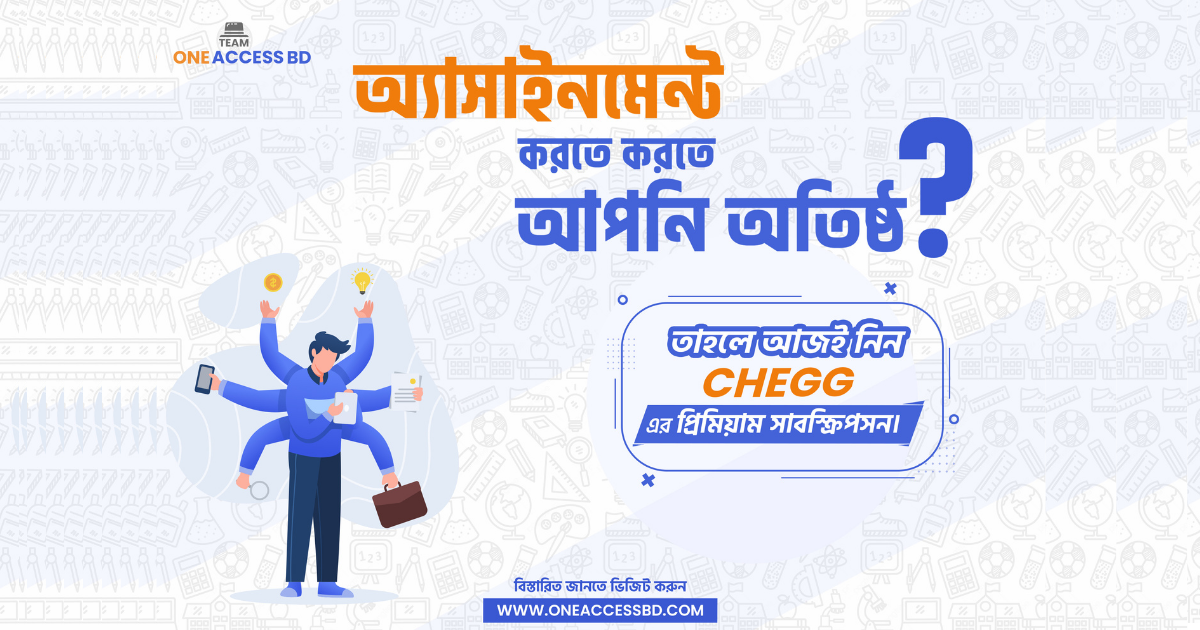 TEAM
ONE ACCESS BD
অ্যাসাইনমেন্ট
করতে করতে
আপনি অতিষ্ঠ?
তাহলে আজই নিন
CHEGG
এর প্রিমিয়াম সাবস্ক্রিপসন।
বিস্তারিত জানতে ভিজিট করুন
WWW.ONEACCESSBD.COM